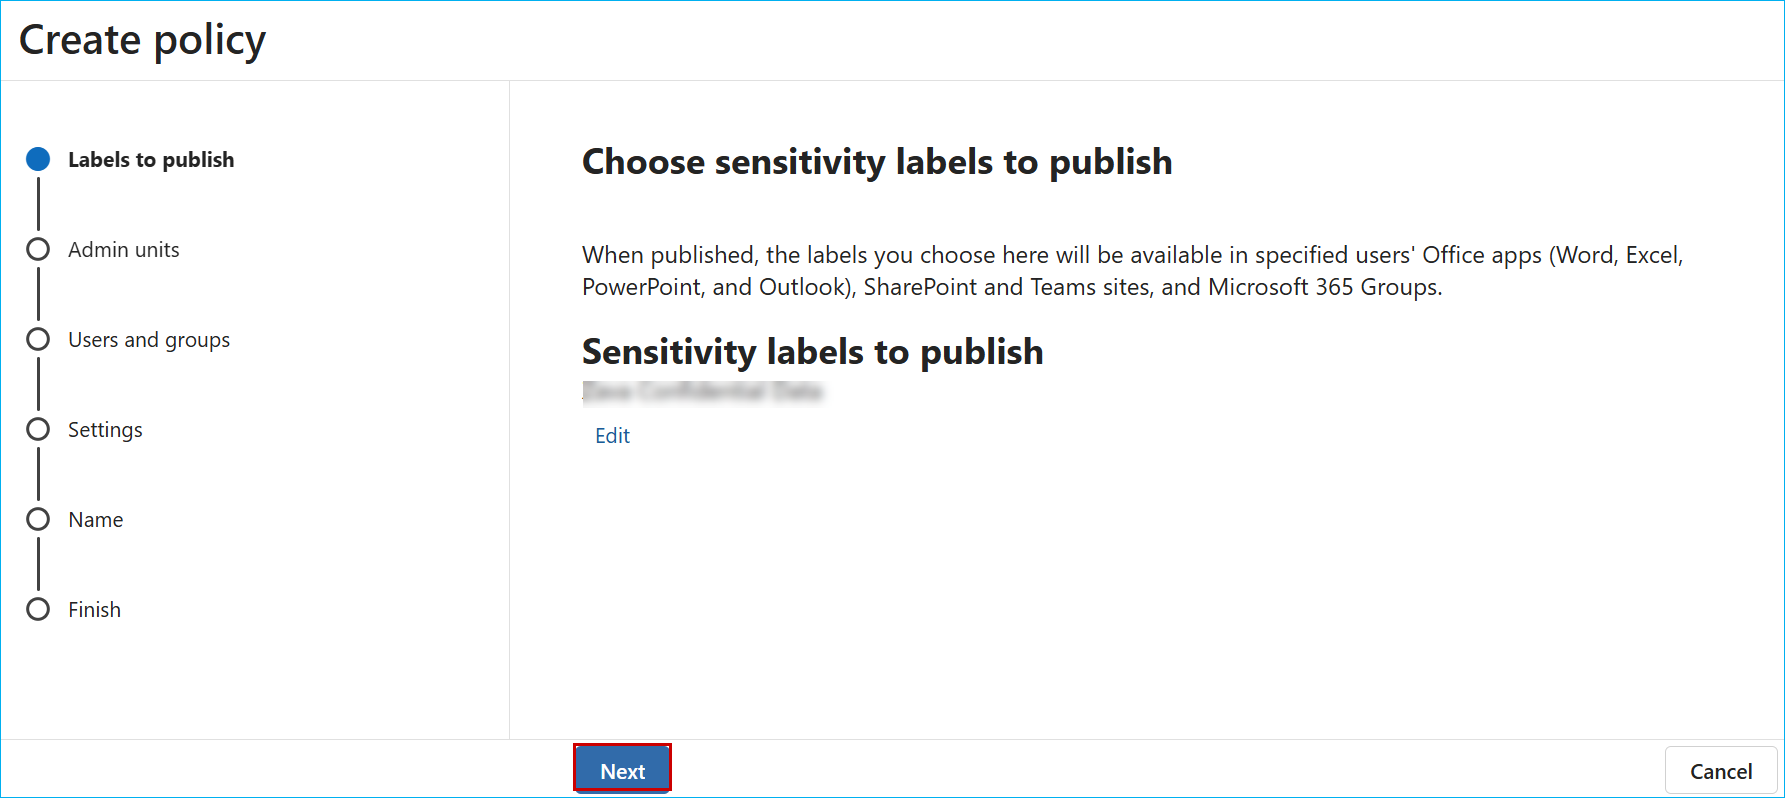 Create policy
Labels to publish
Admin units
Users and groups
Settings
Name
Finish
Choose sensitivity labels to publish
When published, the labels you choose here will be available in specified users' Office apps (Word, Excel,
PowerPoint, and Outlook), SharePoint and Teams sites, and Microsoft 365 Groups.
Sensitivity labels to publish
Edit
Next
Cancel